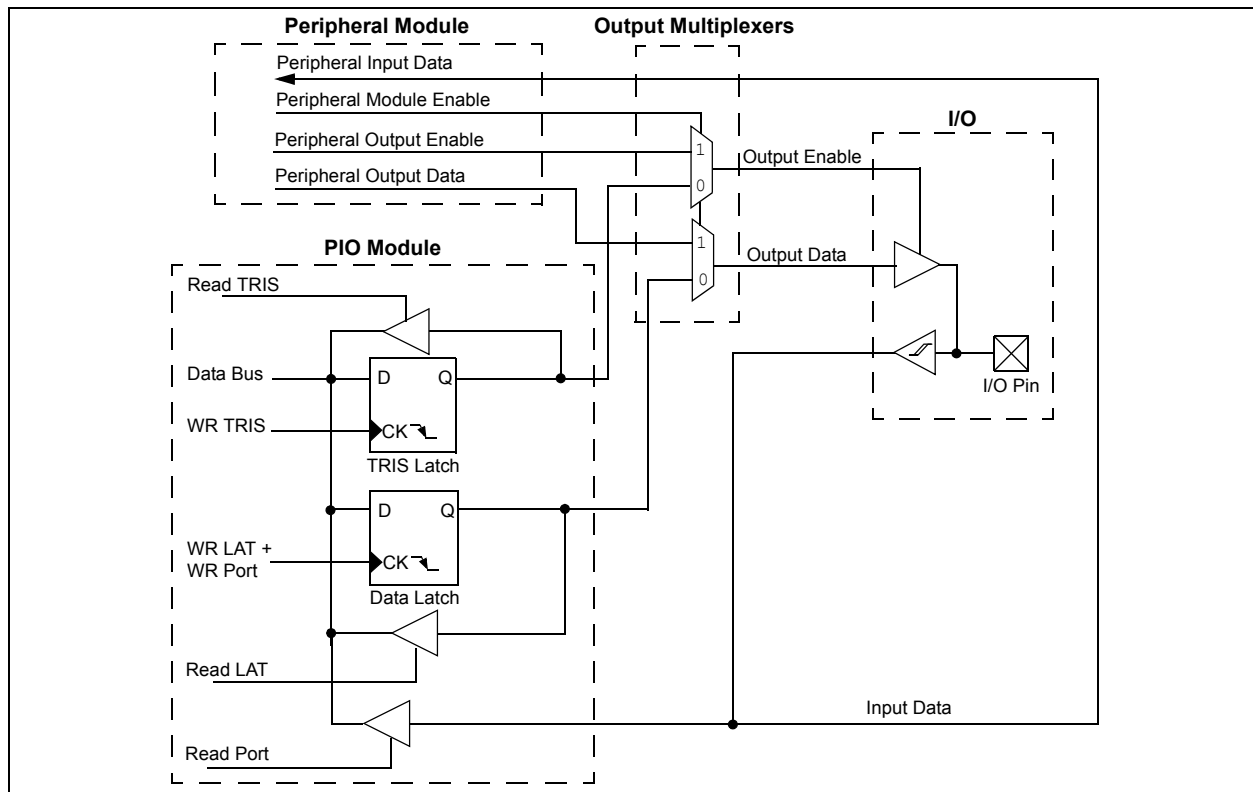 Peripheral Module
Output Multiplexers
Peripheral Input Data
Peripheral Module Enable
Peripheral Output Enable
Peripheral Output Data
1
0
1
0
Output Enable
Output Data
I/O
I/O Pin
PIO Module
Read TRIS
Data Bus
D
Q
WR TRIS
CK
TRIS Latch
D
Q
WR LAT +
WR Port
CK
Data Latch
Read LAT
Input Data
Read Port